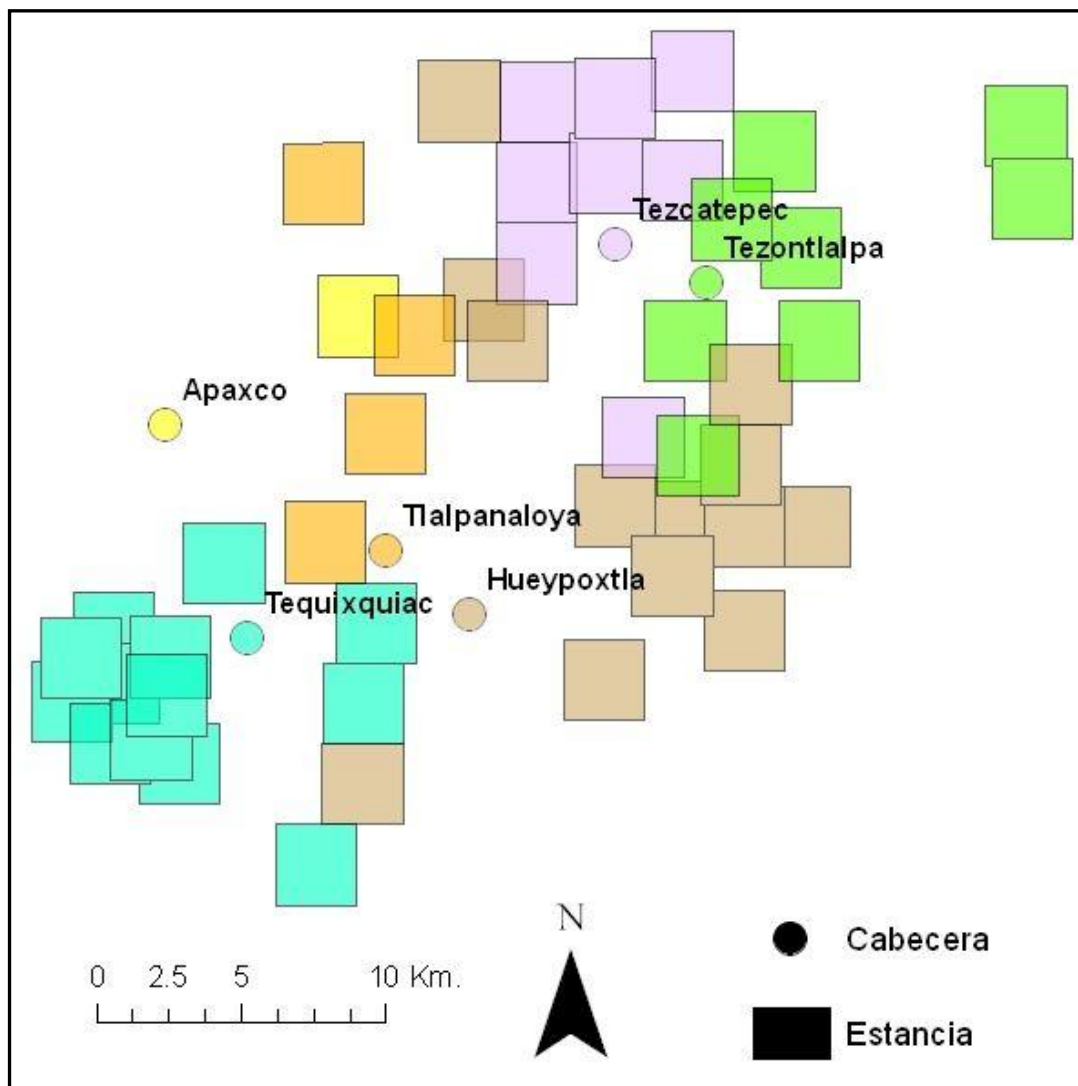 Tezcatepec
Tezontlalpa
Apaxco
Tlalpanaloya
Hueypoxtla
Tequixquiac
N
0 2.5 5 10 Km.
Cabecera
Estancia